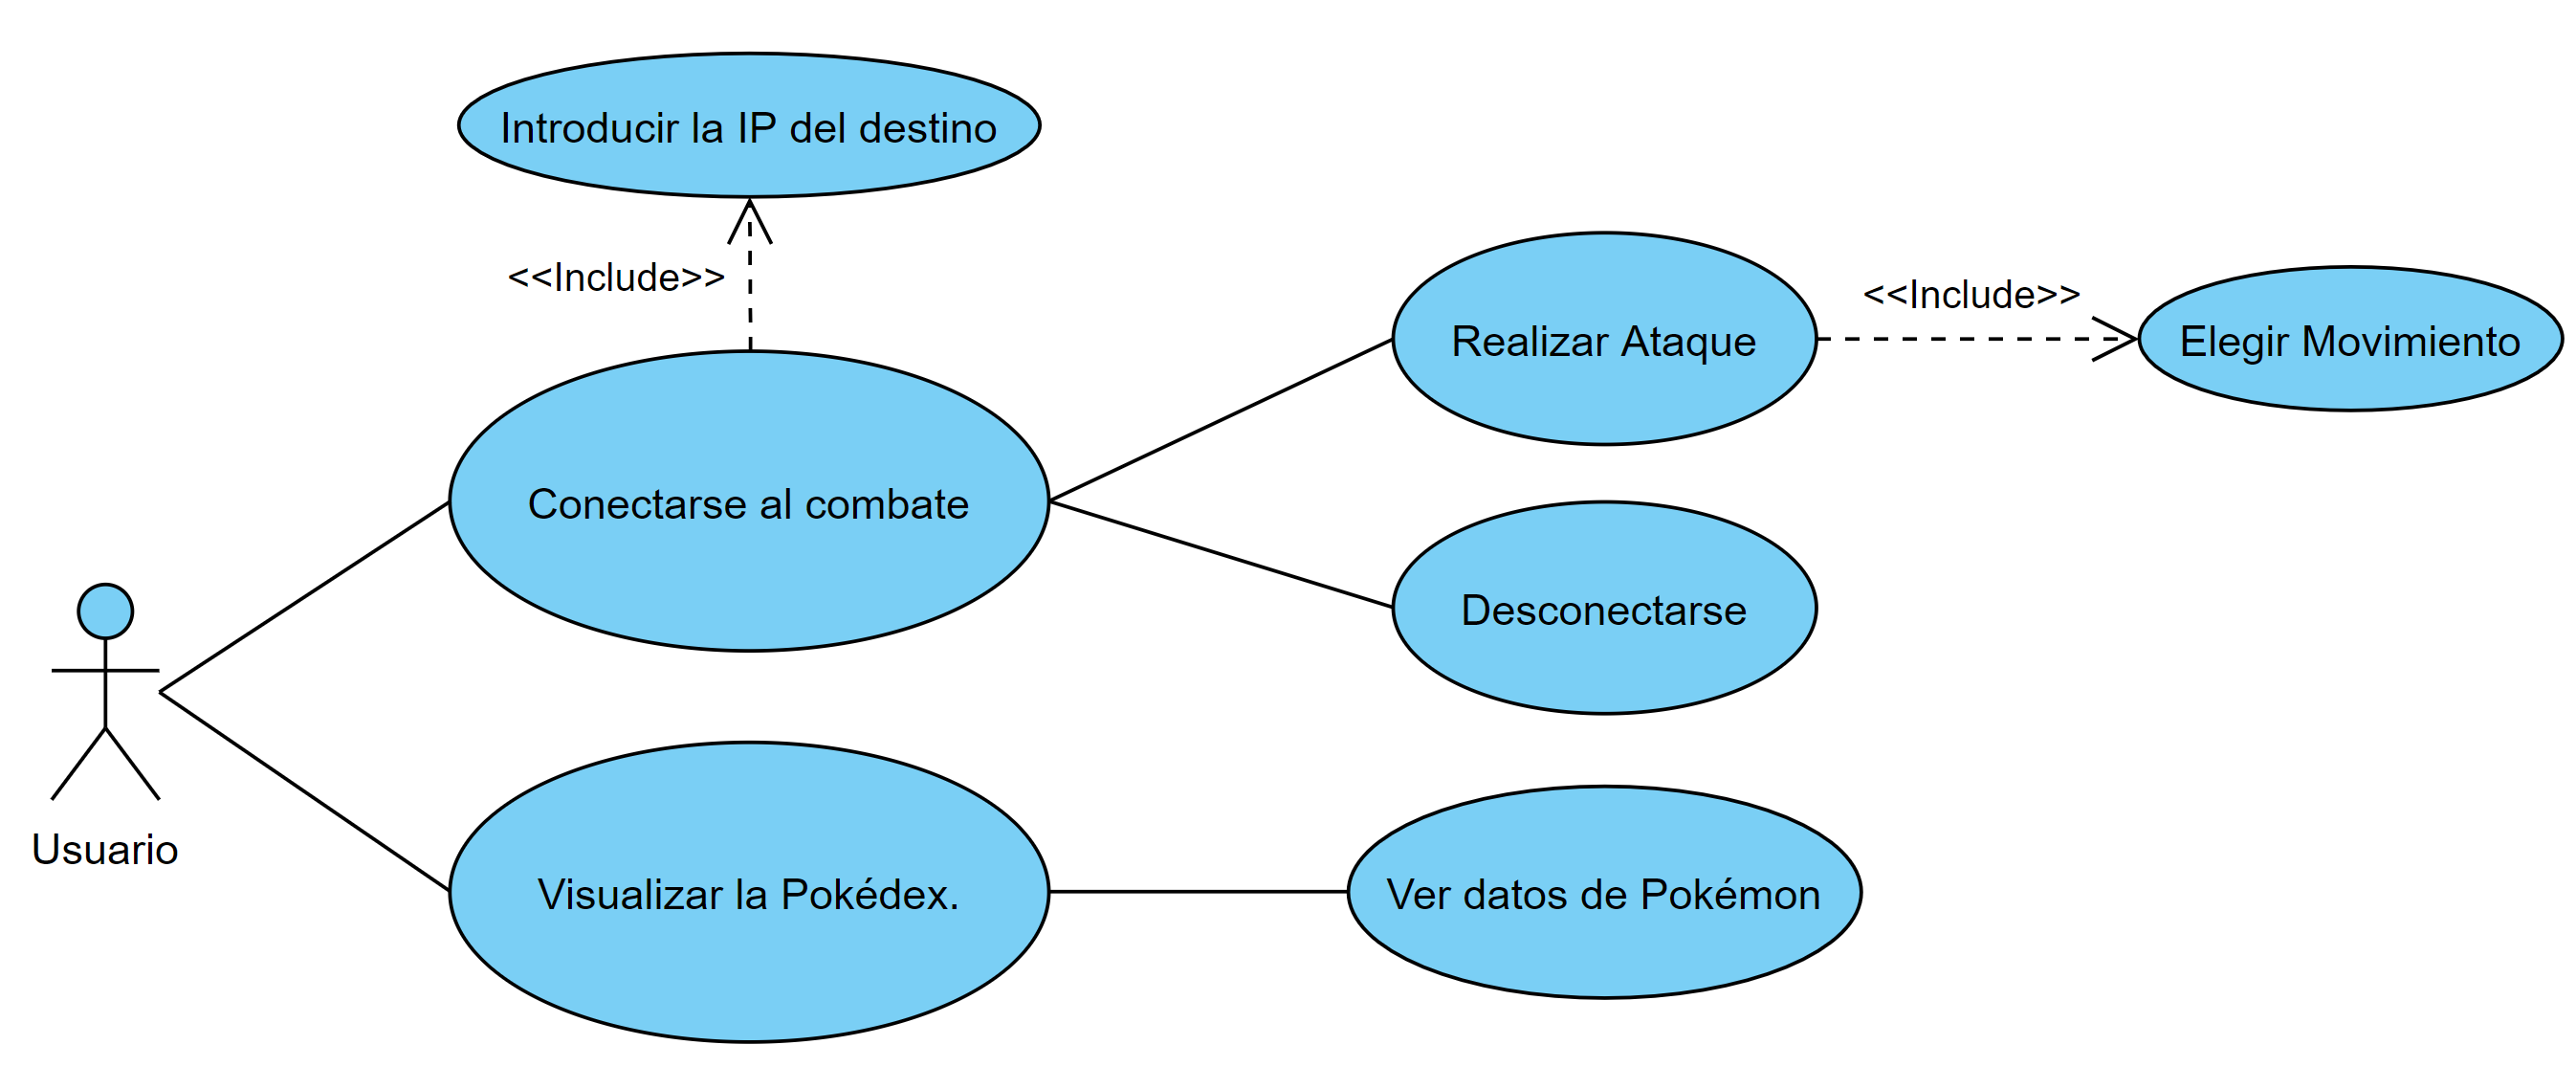 Introducir la IP del destino
<<Include>>
<<Include>>
Realizar Ataque
Elegir Movimiento
Conectarse al combate
Desconectarse
Usuario
Visualizar la Pokédex.
Ver datos de Pokémon